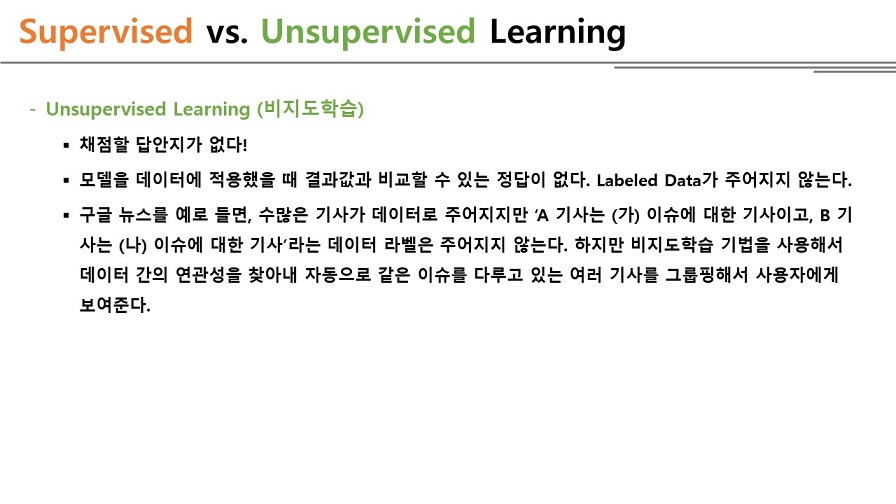 Supervised vs. Unsupervised Learning
- Unsupervised Learning (비지도학습)
▪ 채점할 답안지가 없다!
▪ 모델을 데이터에 적용했을 때 결과값과 비교할 수 있는 정답이 없다. Labeled Data가 주어지지 않는다.
▪ 구글 뉴스를 예로 들면, 수많은 기사가 데이터로 주어지지만 ‘A 기사는 (가) 이슈에 대한 기사이고, B 기
사는 (나) 이슈에 대한 기사’라는 데이터 라벨은 주어지지 않는다. 하지만 비지도학습 기법을 사용해서
데이터 간의 연관성을 찾아내 자동으로 같은 이슈를 다루고 있는 여러 기사를 그룹핑해서 사용자에게
보여준다.